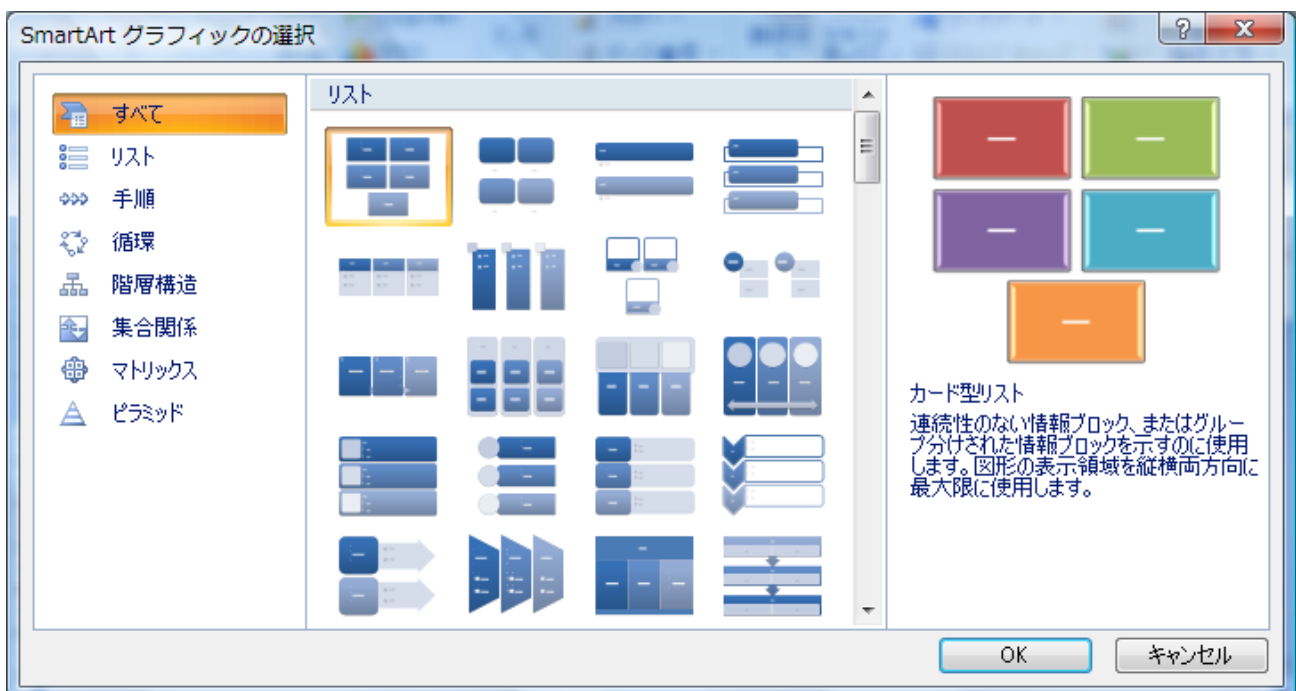 SmartArt グラフィックの選択
すべて
リスト
手順
循環
階層構造
集合関係
マトリックス
ピラミッド
リスト
カード型リスト
連続性のない情報ブロック、またはグルー
プ分けされた情報ブロックを示すのに使用
します。図形の表示領域を縦横両方向に
最大限に使用します。
OK
キャンセル